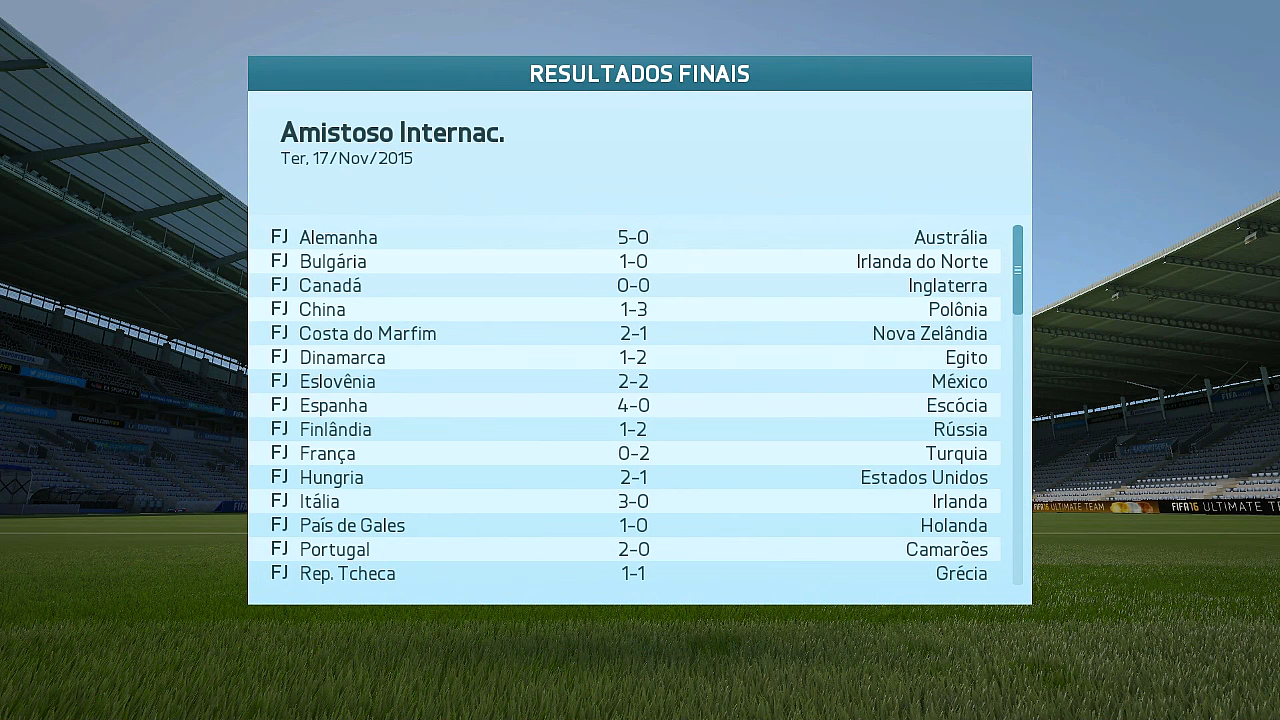 RESULTADOS FINAIS
Amistoso Internac.
Ter, 17/Nov/2015
FJ Alemanha 5-0 Austrália
FJ Bulgária 1-0 Irlanda do Norte
FJ Canadá 0-0 Inglaterra
FJ China 1-3 Polônia
FJ Costa do Marfim 2-1 Nova Zelândia
FJ Dinamarca 1-2 Egito
FJ Eslovênia 2-2 México
FJ Espanha 4-0 Escócia
FJ Finlândia 1-2 Rússia
FJ França 0-2 Turquia
FJ Hungria 2-1 Estados Unidos
FJ Itália 3-0 Irlanda
FJ País de Gales 1-0 Holanda
FJ Portugal 2-0 Camarões
FJ Rep. Tcheca 1-1 Grécia
ULTIMATE TEAM
FIFA16 ULTIMATE